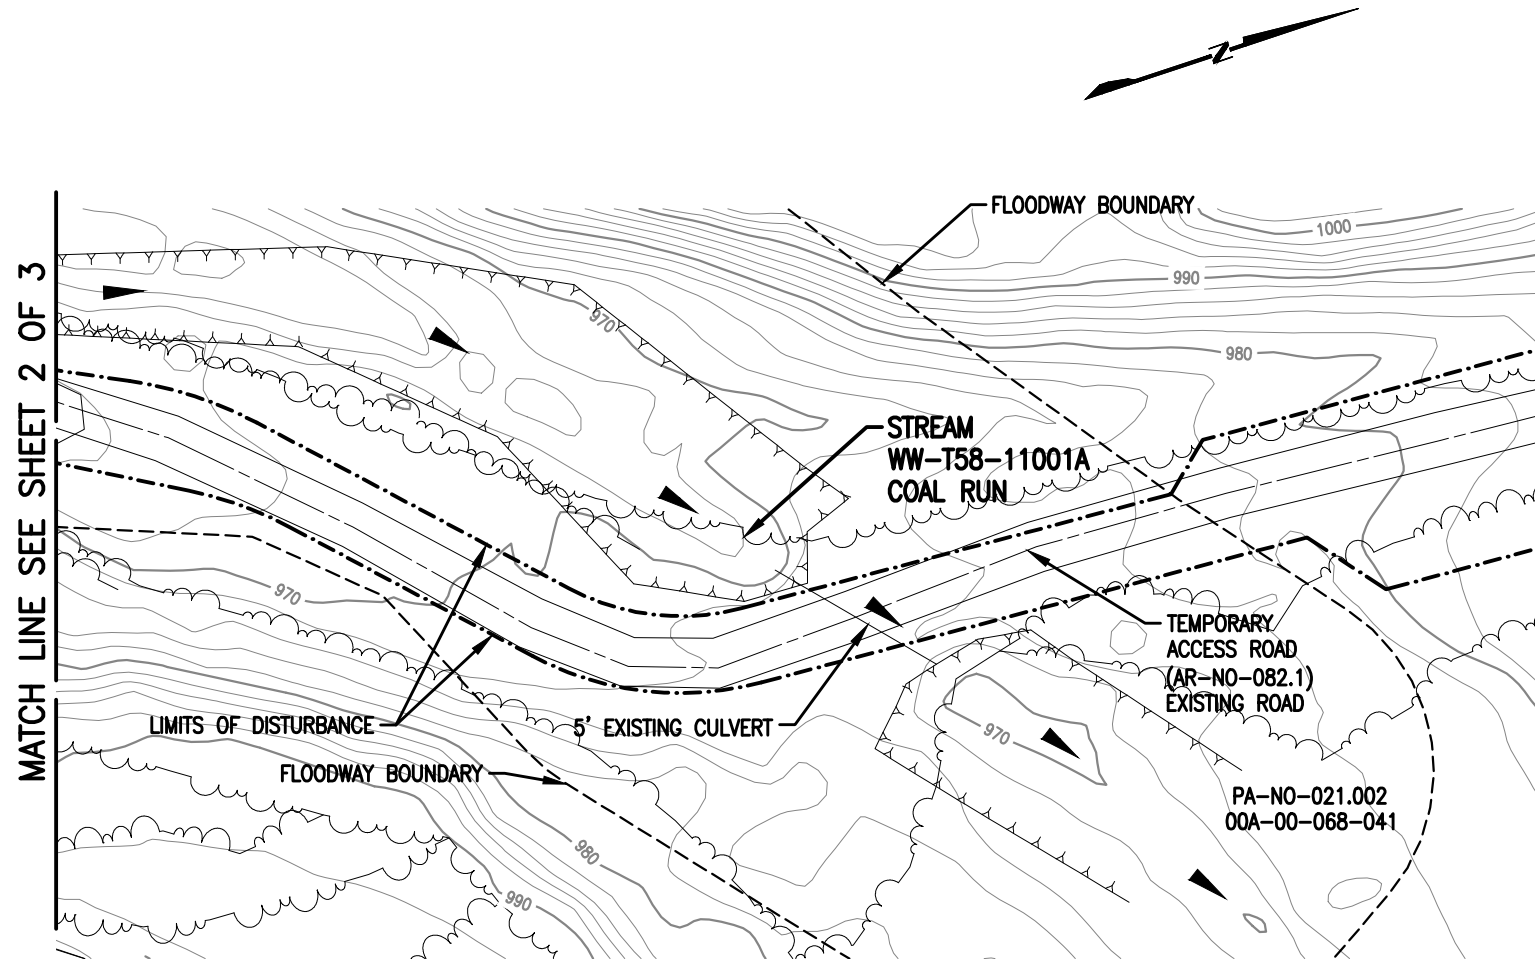 N
FLOODWAY BOUNDARY
1000
990
970
980
STREAM
WW-T58-11001A
COAL RUN
MATCH LINE SEE SHEET 2 OF 3
970
TEMPORARY
ACCESS ROAD
(AR-NO-082.1)
EXISTING ROAD
LIMITS OF DISTURBANCE
5' EXISTING CULVERT
970
FLOODWAY BOUNDARY
PA-NO-021.002
00A-00-068-041
980
990